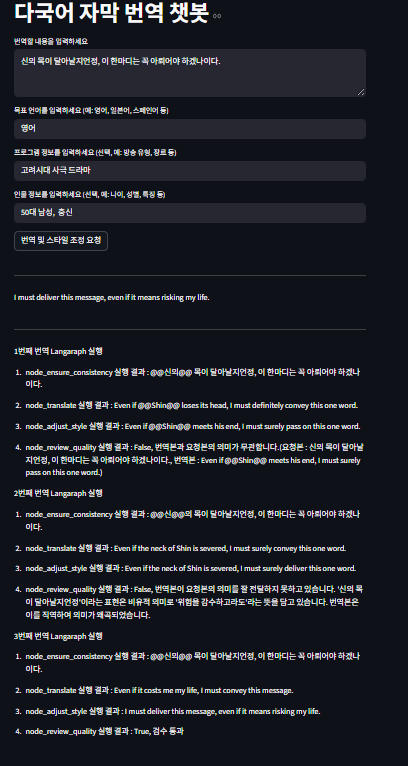 다국어 자막 번역 챗봇
번역할 내용을 입력하세요
신의 목이 달아날지언정, 이 한마디는 꼭 아뢰어야 하겠나이다.
목표 언어를 입력하세요 (예: 영어, 일본어, 스페인어 등)
영어
프로그램 정보를 입력하세요 (선택, 예: 방송 유형, 장르 등)
고려시대 사극 드라마
인물 정보를 입력하세요 (선택, 예: 나이, 성별, 특징 등)
50대 남성, 충신
번역 및 스타일 조정 요청
I must deliver this message, even if it means risking my life.
1번째 번역 Langaraph 실행
1. node_ensure_consistency 실행 결과 : @@신의@@ 목이 달아날지언정, 이 한마디는 꼭 아뢰어야 하겠나
이다.
2. node_translate 실행 결과 : Even if @@Shin@@ loses its head, I must definitely convey this one word.
3. node_adjust_style 실행 결과 : Even if @@Shin@@ meets his end, I must surely pass on this one word.
4. node_review_quality 실행 결과 : False, 번역본과 요청본의 의미가 무관합니다.(요청본 : 신의 목이 달아날
지언정, 이 한마디는 꼭 아뢰어야 하겠나이다., 번역본 : Even if @@Shin@@ meets his end, I must surely
pass on this one word.)
2번째 번역 Langaraph 실행
1. node_ensure_consistency 실행 결과 : @@신@@의 목이 달아날지언정, 이 한마디는 꼭 아뢰어야 하겠나
이다.
2. node_translate 실행 결과 : Even if the neck of Shin is severed, I must surely convey this one word.
3. node_adjust_style 실행 결과 : Even if the neck of Shin is severed, I must surely deliver this one word.
4. node_review_quality 실행 결과 : False, 번역본이 요청본의 의미를 잘 전달하지 못하고 있습니다. '신의 목
이 달아날지언정'이라는 표현은 비유적 의미로 '위험을 감수하고라도'라는 뜻을 담고 있습니다. 번역본은
이를 직역하여 의미가 왜곡되었습니다.
3번째 번역 Langaraph 실행
1. node_ensure_consistency 실행 결과 : @@신의@@ 목이 달아날지언정, 이 한마디는 꼭 아뢰어야 하겠나
이다.
2. node_translate 실행 결과 : Even if it costs me my life, I must convey this message.
3. node_adjust_style 실행 결과 : I must deliver this message, even if it means risking my life.
4. node_review_quality 실행 결과 : True, 검수 통과